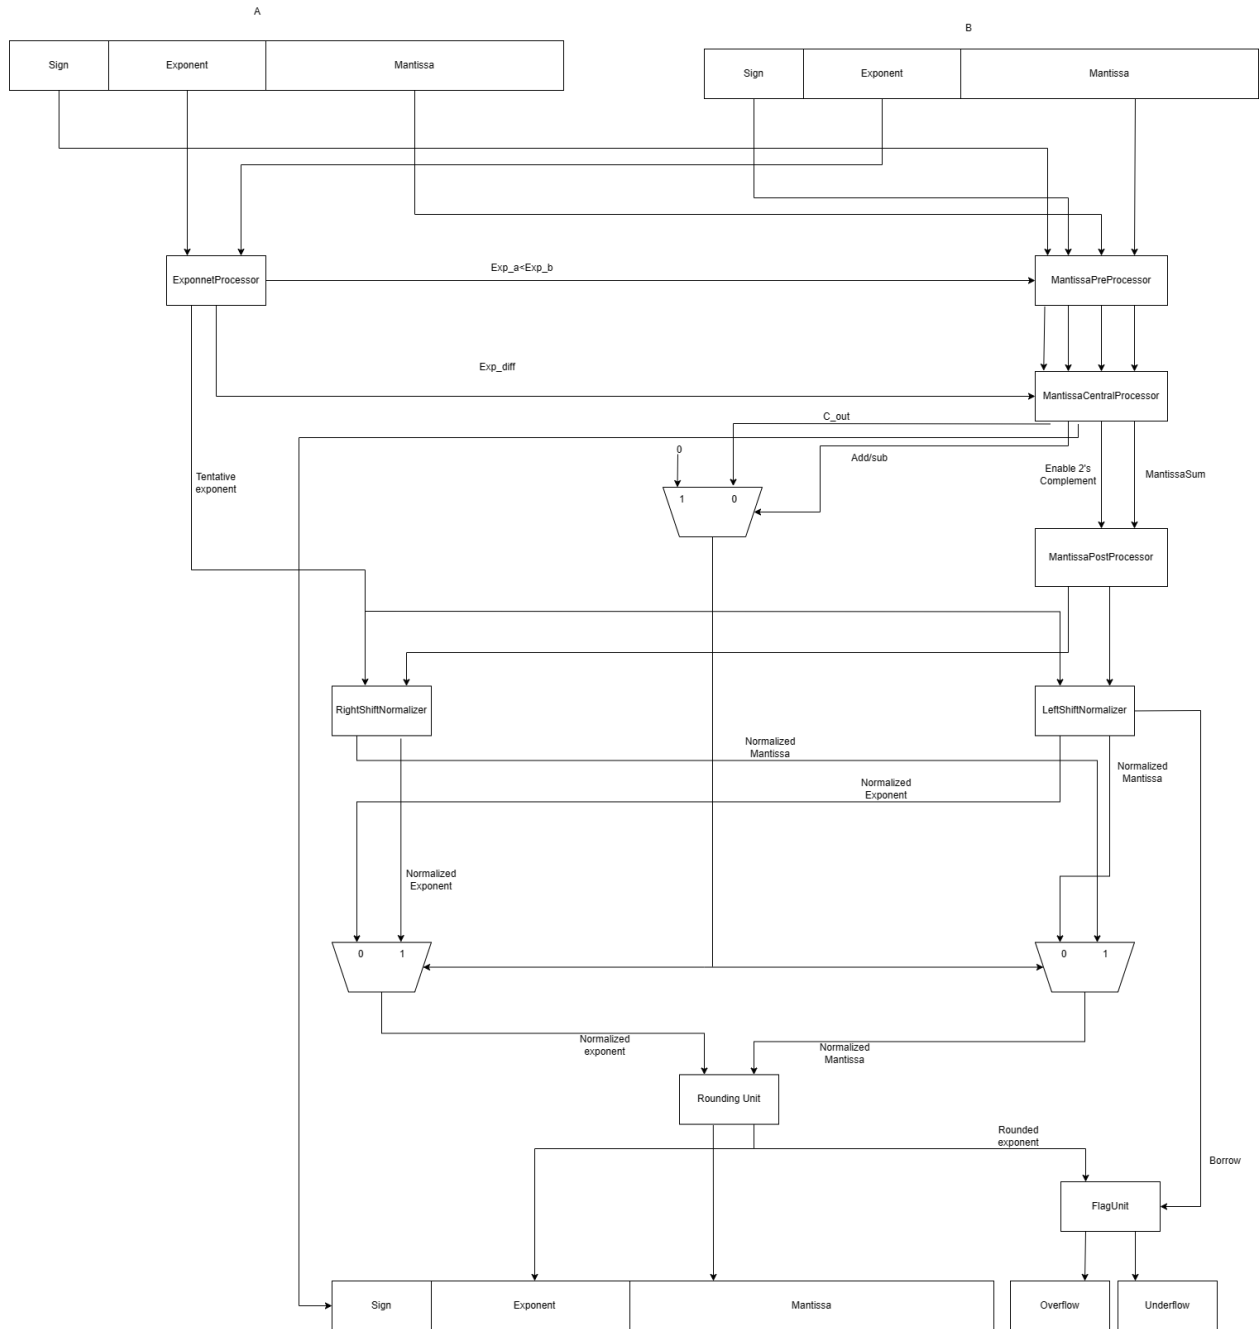 A
B
Sign
Exponent
Mantissa
Sign
Exponent
Mantissa
ExponnetProcessor
Exp_a<Exp_b
MantissaPreProcessor
Exp_diff
MantissaCentralProcessor
C_out
0
Add/sub
Tentative
exponent
Enable 2's
Complement
MantissaSum
1
0
MantissaPostProcessor
RightShiftNormalizer
LeftShiftNormalizer
Normalized
Mantissa
Normalized
Mantissa
Normalized
Exponent
Normalized
Exponent
0
1
0
1
Normalized
exponent
Normalized
Mantissa
Rounding Unit
Rounded
exponent
Borrow
FlagUnit
Sign
Exponent
Mantissa
Overflow
Underflow